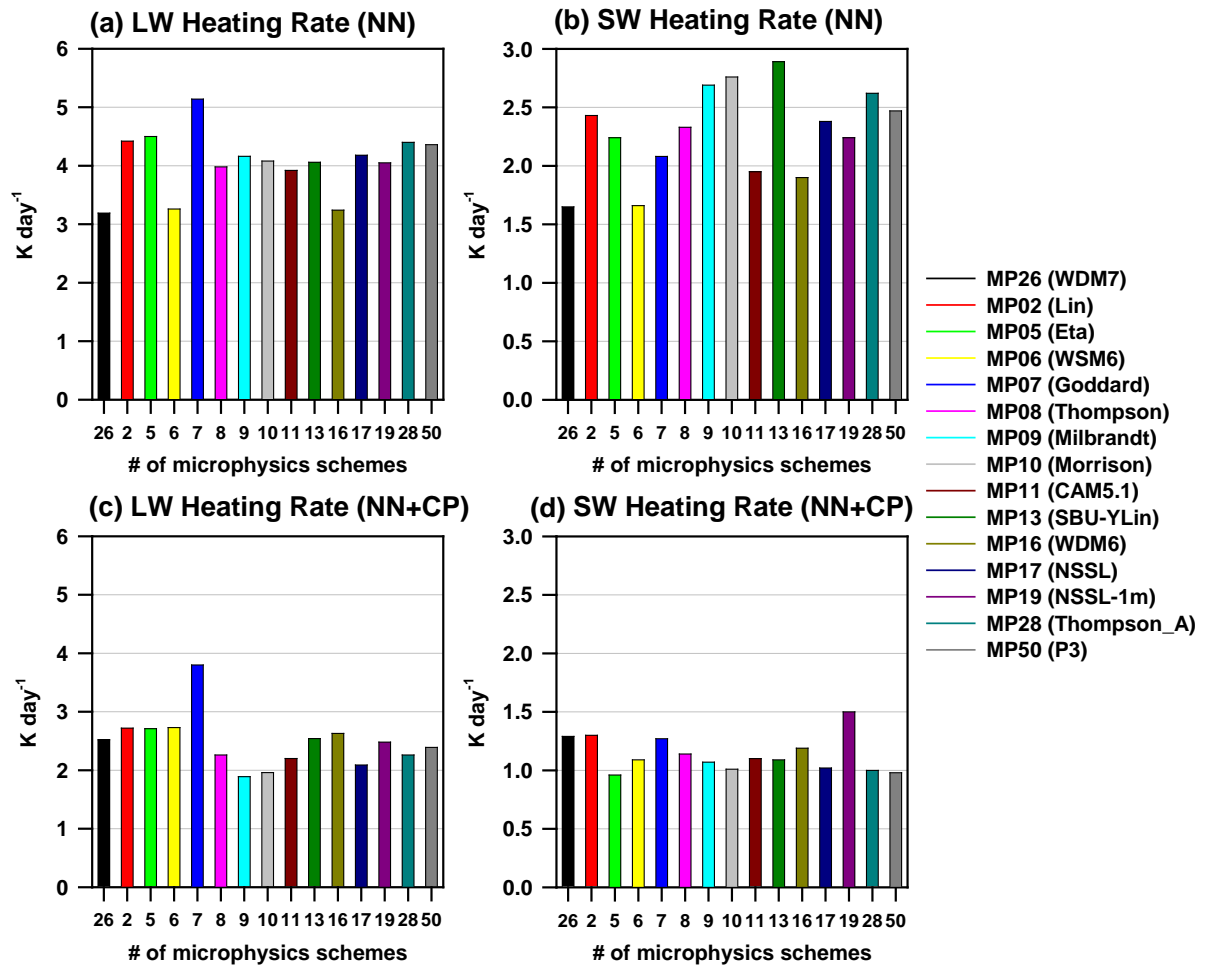 (a) LW Heating Rate (NN)
6
5
4
3
2
1
0
K day-1
26 2 5 6 7 8 9 10 11 13 16 17 19 28 50
# of microphysics schemes
(b) SW Heating Rate (NN)
3.0
2.5
2.0
1.5
1.0
0.5
0.0
K day-1
26 2 5 6 7 8 9 10 11 13 16 17 19 28 50
# of microphysics schemes
(c) LW Heating Rate (NN+CP)
6
5
4
3
2
1
0
K day-1
26 2 5 6 7 8 9 10 11 13 16 17 19 28 50
# of microphysics schemes
(d) SW Heating Rate (NN+CP)
3.0
2.5
2.0
1.5
1.0
0.5
0.0
K day-1
26 2 5 6 7 8 9 10 11 13 16 17 19 28 50
# of microphysics schemes
MP26 (WDM7)
MP02 (Lin)
MP05 (Eta)
MP06 (WSM6)
MP07 (Goddard)
MP08 (Thompson)
MP09 (Milbrandt)
MP10 (Morrison)
MP11 (CAM5.1)
MP13 (SBU-YLin)
MP16 (WDM6)
MP17 (NSSL)
MP19 (NSSL-1m)
MP28 (Thompson_A)
MP50 (P3)